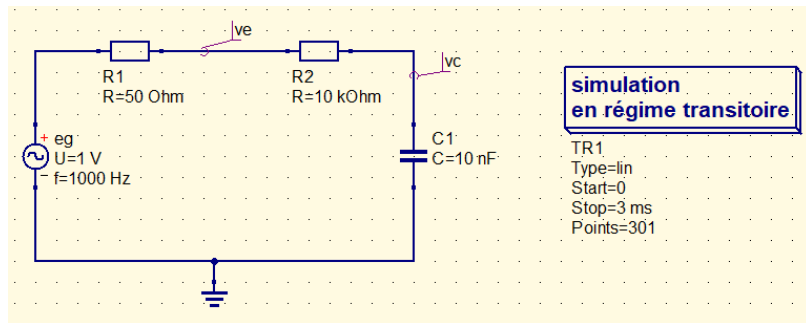 ve
vc
R1
R=50 Ohm
R2
R=10 kOhm
simulation
en régime transitoire
+ eg
U=1 V
- f=1000 Hz
C1
C=10 nF
TR1
Type=lin
Start=0
Stop=3 ms
Points=301